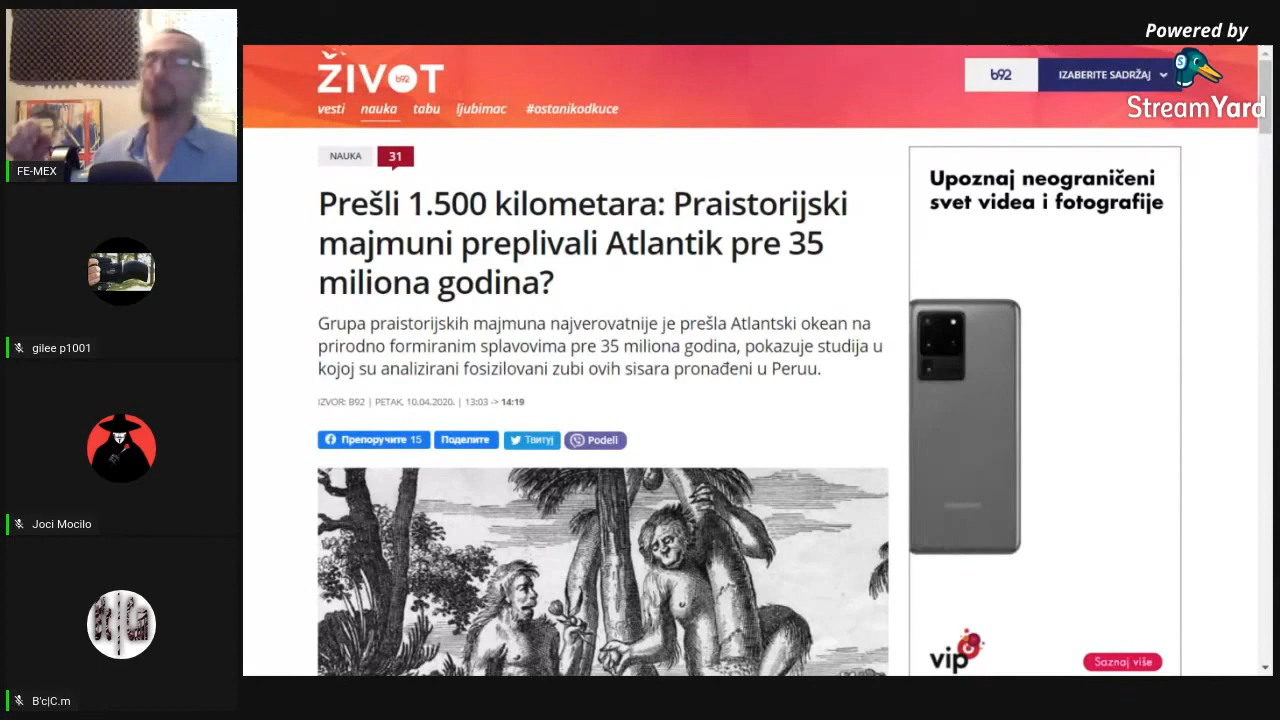 Powered by
StreamYard
FE-MEX
gilee p1001
Joci Mocilo
B'c|C.m
ŽIVOT
b92
vesti nauka tabu ljubimac #ostanikodkuce
b92 IZABERITE SADRŽAJ
NAUKA 31
Prešli 1.500 kilometara: Praistorijski
majmuni preplivali Atlantik pre 35
miliona godina?
Grupa praistorijskih majmuna najverovatnije je prešla Atlantski okean na
prirodno formiranim splavovima pre 35 miliona godina, pokazuje studija u
kojoj su analizirani fosizilovani zubi ovih sisara pronađeni u Peruu.
IZVOR: B92 | PETAK, 10.04.2020. | 13:03 -> 14:19
Препоручите 15 Поделите Твитуј Podeli
Upoznaj neograničeni
svet videa i fotografije
vip
Saznaj više